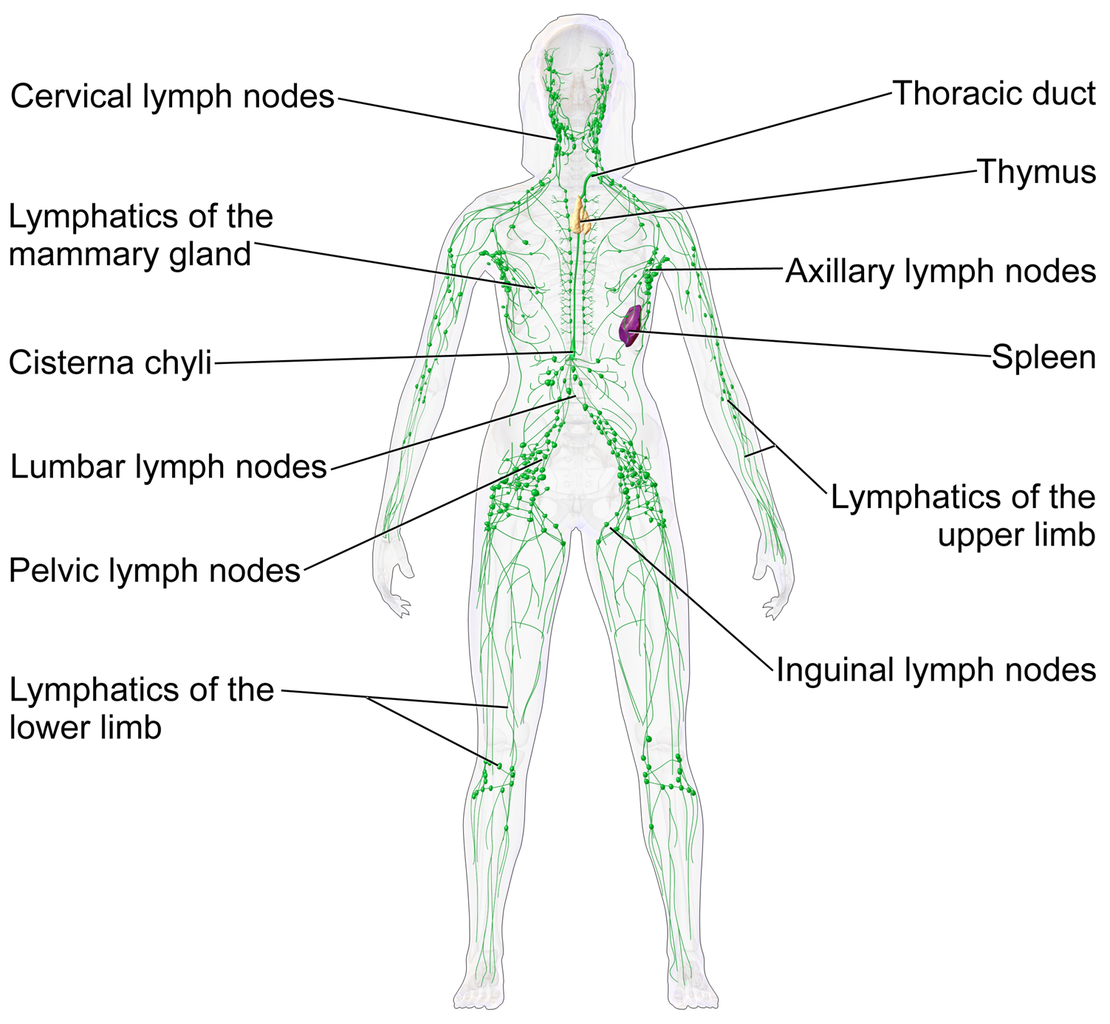 Cervical lymph nodes
Thoracic duct
Thymus
Lymphatics of the
mammary gland
Axillary lymph nodes
Cisterna chyli
Spleen
Lumbar lymph nodes
Lymphatics of the
upper limb
Pelvic lymph nodes
Inguinal lymph nodes
Lymphatics of the
lower limb